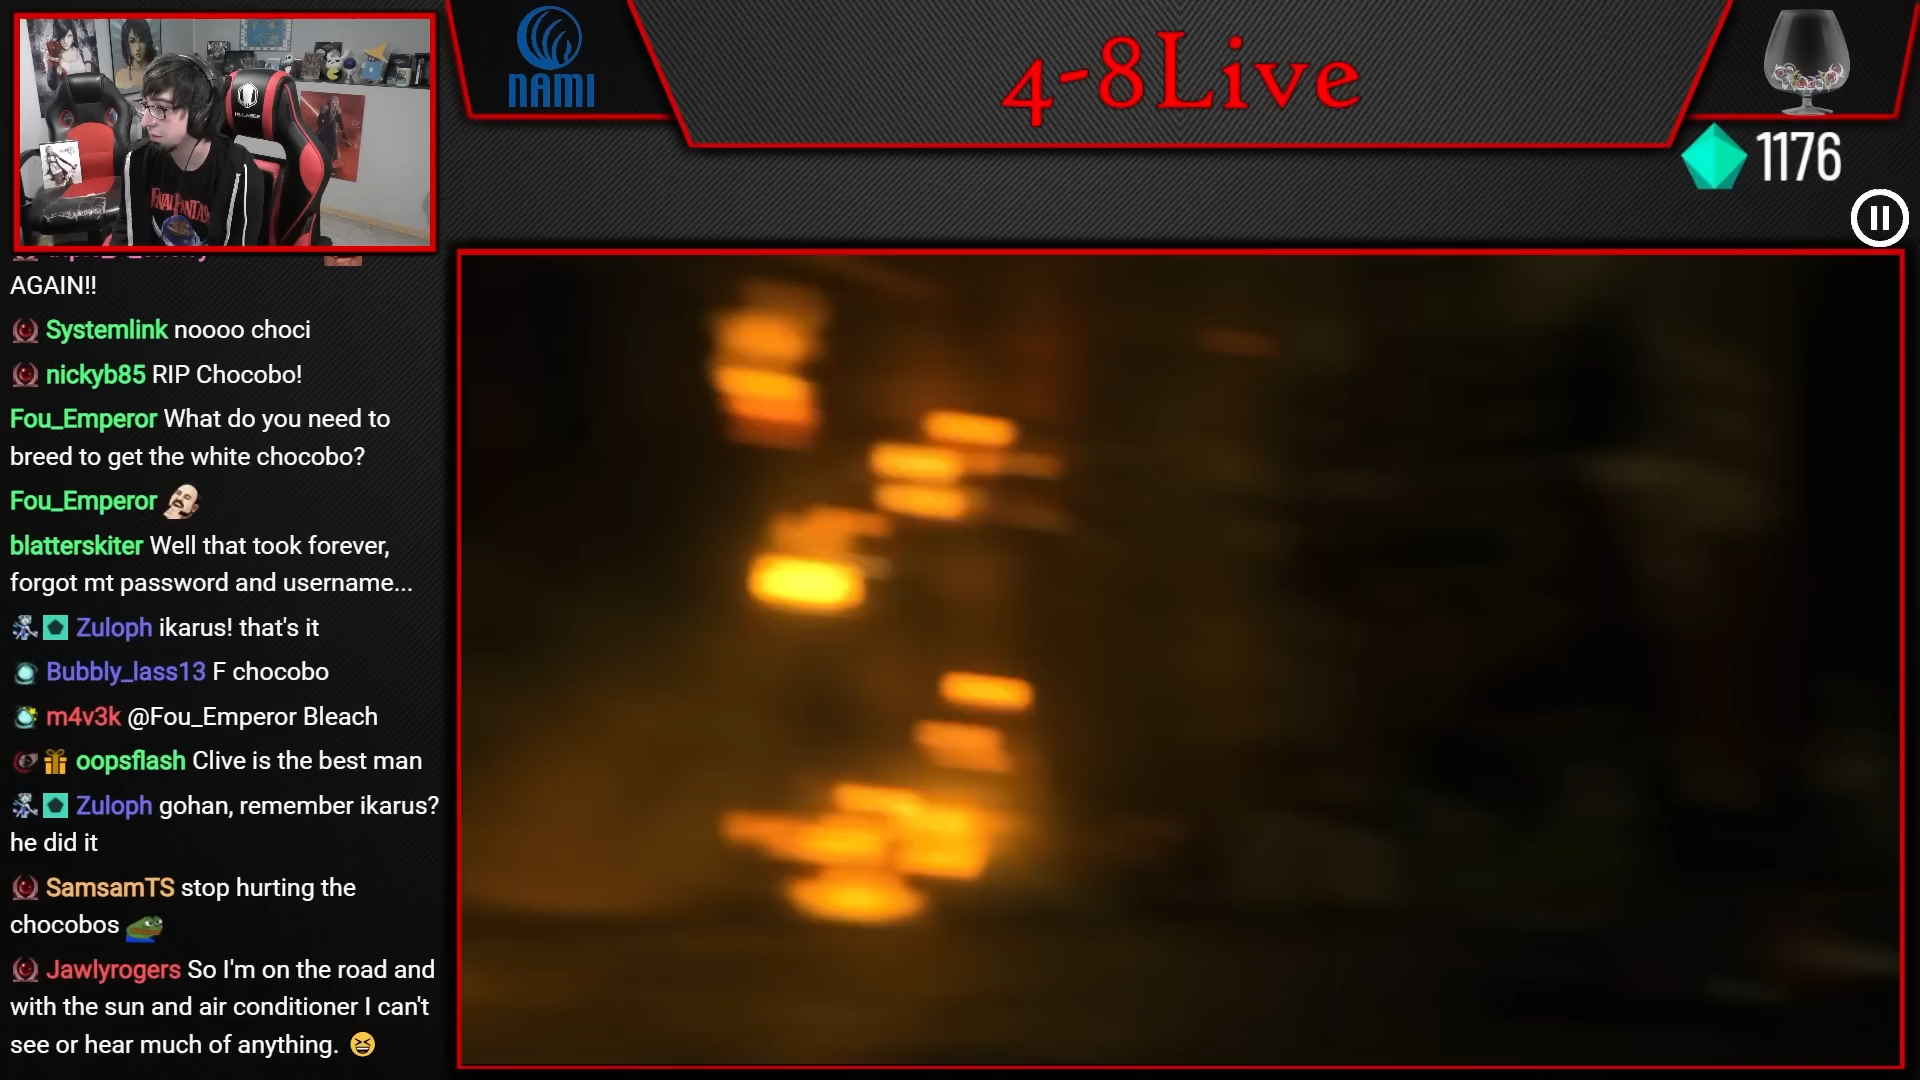 NAMI
4-8Live
1176
FINAL FANTASY
AGAIN!!
Systemlink noooo choci
nickyb85 RIP Chocobo!
Fou_Emperor What do you need to
breed to get the white chocobo?
Fou_Emperor
blatterskiter Well that took forever,
forgot mt password and username...
Zuloph ikarus! that's it
Bubbly_lass13 F chocobo
m4v3k @Fou_Emperor Bleach
oopsflash Clive is the best man
Zuloph gohan, remember ikarus?
he did it
SamsamTS stop hurting the
chocobos
Jawlyrogers So I'm on the road and
with the sun and air conditioner I can't
see or hear much of anything.